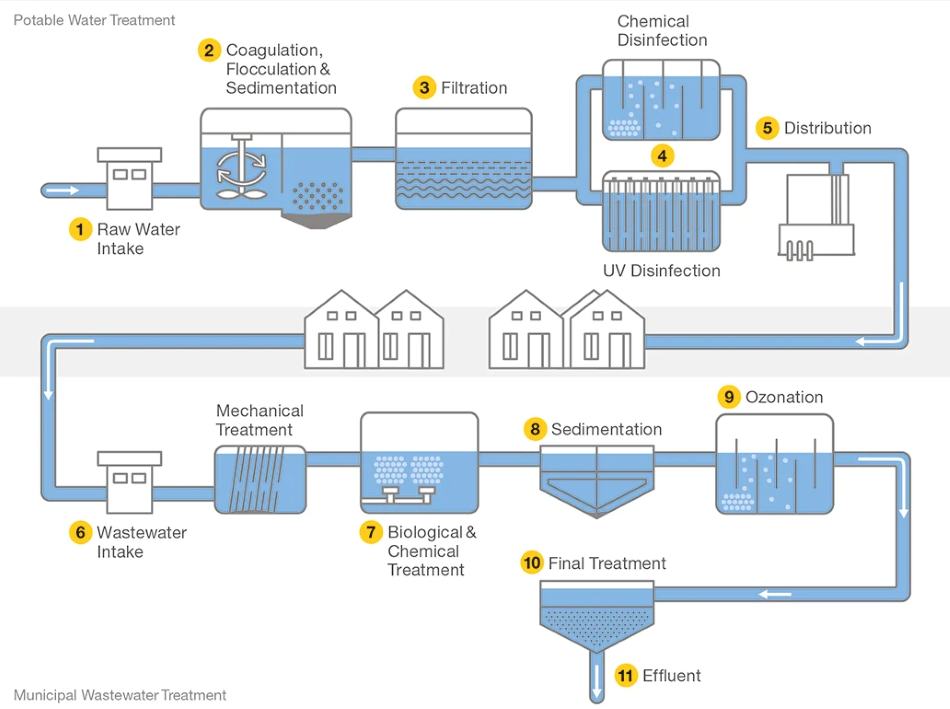 Potable Water Treatment
2 Coagulation,
Flocculation &
Sedimentation
3 Filtration
Chemical
Disinfection
4
UV Disinfection
5 Distribution
1 Raw Water
Intake
Mechanical
Treatment
8 Sedimentation
9 Ozonation
6 Wastewater
Intake
7 Biological &
Chemical
Treatment
10 Final Treatment
11 Effluent
Municipal Wastewater Treatment